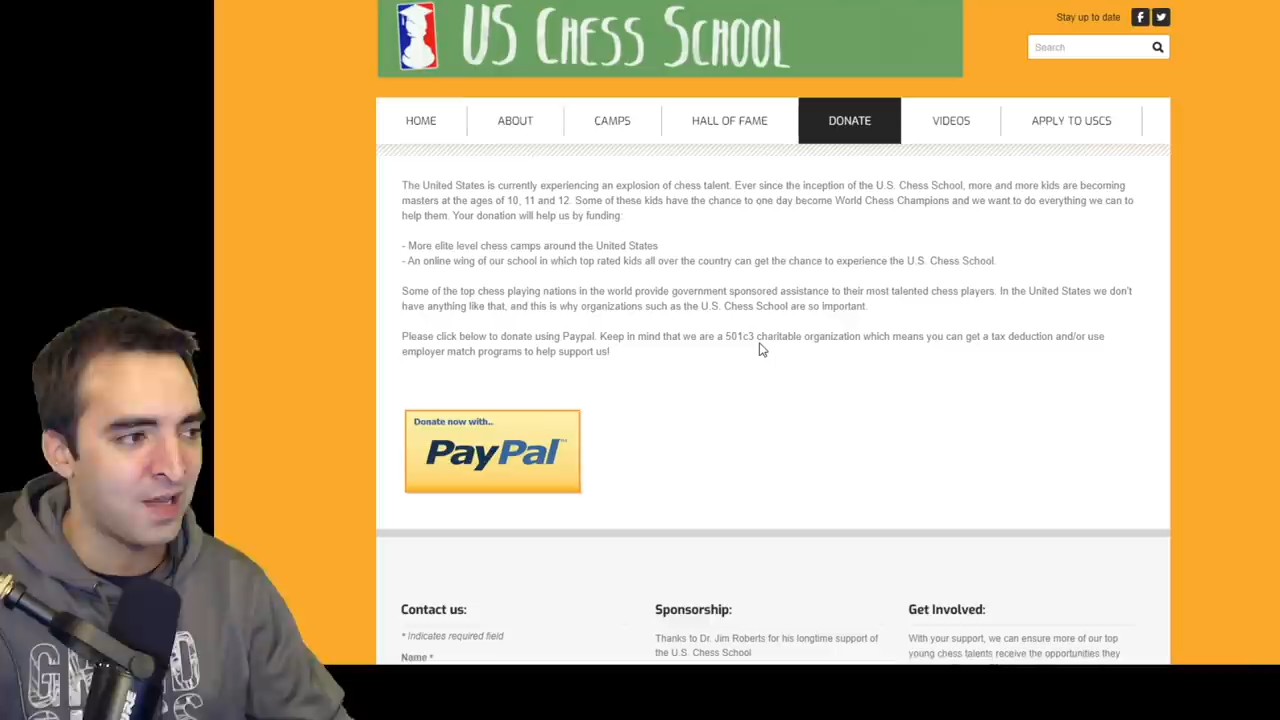 US CHESS SCHOOL
Stay up to date
Search
HOME
ABOUT
CAMPS
HALL OF FAME
DONATE
VIDEOS
APPLY TO USCS
The United States is currently experiencing an explosion of chess talent. Ever since the inception of the U.S. Chess School, more and more kids are becoming
masters at the ages of 10, 11 and 12. Some of these kids have the chance to one day become World Chess Champions and we want to do everything we can to
help them. Your donation will help us by funding:
- More elite level chess camps around the United States
- An online wing of our school in which top rated kids all over the country can get the chance to experience the U.S. Chess School.
Some of the top chess playing nations in the world provide government sponsored assistance to their most talented chess players. In the United States we don't
have anything like that, and this is why organizations such as the U.S. Chess School are so important.
Please click below to donate using Paypal. Keep in mind that we are a 501c3 charitable organization which means you can get a tax deduction and/or use
employer match programs to help support us!
Donate now with..
PayPal™
Contact us:
* Indicates required field
Name *
Sponsorship:
Thanks to Dr. Jim Roberts for his longtime support of
the U.S. Chess School
Get Involved:
With your support, we can ensure more of our top
young chess talents receive the opportunities they